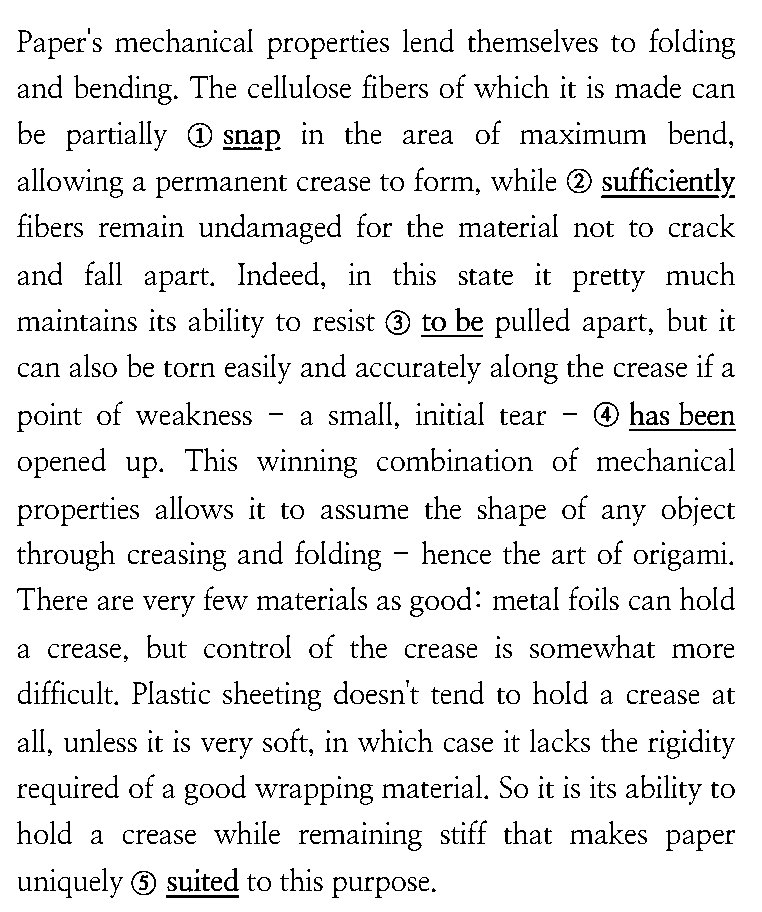 Paper's mechanical properties lend themselves to folding
and bending. The cellulose fibers of which it is made can
be partially ① snap in the area of maximum bend,
allowing a permanent crease to form, while ② sufficiently
fibers remain undamaged for the material not to crack
and fall apart. Indeed, in this state it pretty much
maintains its ability to resist ③ to be pulled apart, but it
can also be torn easily and accurately along the crease if a
point of weakness - a small, initial tear - ④ has been
opened up. This winning combination of mechanical
properties allows it to assume the shape of any object
through creasing and folding - hence the art of origami.
There are very few materials as good: metal foils can hold
a crease, but control of the crease is somewhat more
difficult. Plastic sheeting doesn't tend to hold a crease at
all, unless it is very soft, in which case it lacks the rigidity
required of a good wrapping material. So it is its ability to
hold a crease while remaining stiff that makes paper
uniquely ⑤ suited to this purpose.